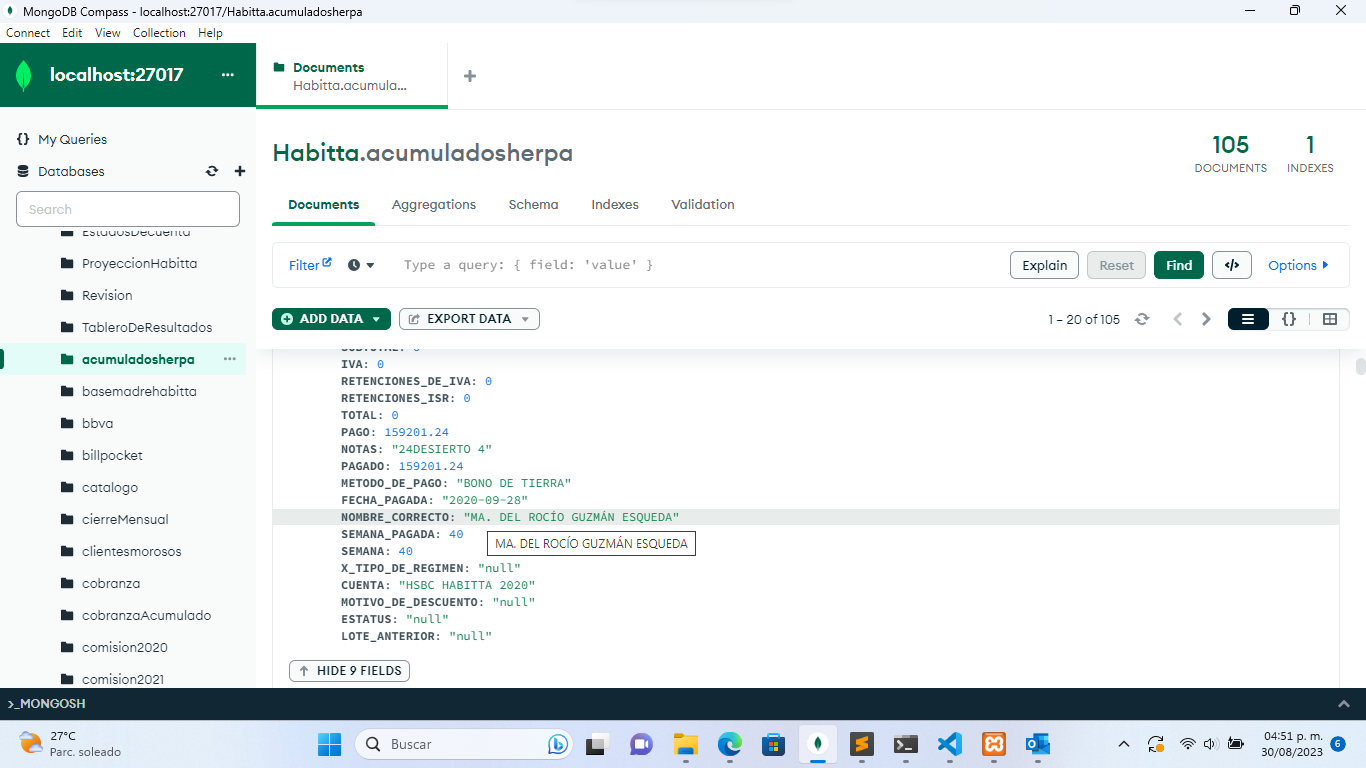 MongoDB Compass - localhost:27017/Habitta.acumuladosherpa
Connect Edit View Collection Help
localhost:27017 ...
Documents
Habitta.acumula...
My Queries
Databases
Search
EstadosDecuenta
ProyeccionHabitta
Revision
TableroDeResultados
acumuladosherpa ...
basemadrehabitta
bbva
billpocket
catalogo
cierreMensual
clientesmorosos
cobranza
cobranzaAcumulado
comision2020
comision2021
Habitta.acumuladosherpa
105
DOCUMENTS
1
INDEXES
Documents Aggregations Schema Indexes Validation
Filter Type a query: { field: 'value' } Explain Reset Find </> Options
ADD DATA EXPORT DATA 1 – 20 of 105 {}
SUBTOTAL: 0
IVA: 0
RETENCIONES_DE_IVA: 0
RETENCIONES_ISR: 0
TOTAL: 0
PAGO: 159201.24
NOTAS: "24DESIERTO 4"
PAGADO: 159201.24
METODO_DE_PAGO: "BONO DE TIERRA"
FECHA_PAGADA: "2020-09-28"
NOMBRE_CORRECTO: "MA. DEL ROCÍO GUZMÁN ESQUEDA"
SEMANA_PAGADA: 40
MA. DEL ROCÍO GUZMÁN ESQUEDA
SEMANA: 40
X_TIPO_DE_REGIMEN: "null"
CUENTA: "HSBC HABITTA 2020"
MOTIVO_DE_DESCUENTO: "null"
ESTATUS: "null"
LOTE_ANTERIOR: "null"
HIDE 9 FIELDS
>_MONGOSH
27°C
Parc. soleado
Buscar
04:51 p. m.
30/08/2023
6